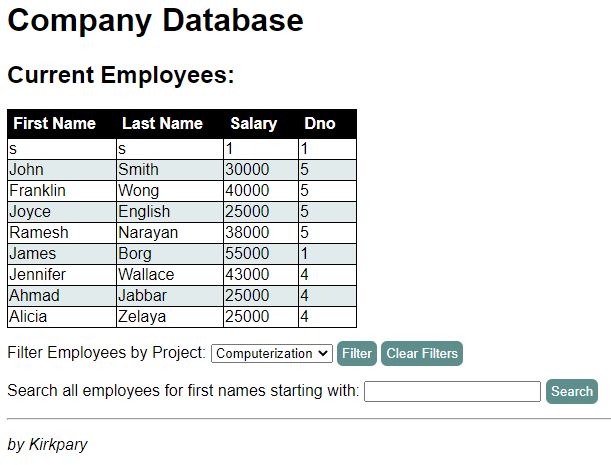 Company Database
Current Employees:
First Name Last Name Salary Dno
s s 1 1
John Smith 30000 5
Franklin Wong 40000 5
Joyce English 25000 5
Ramesh Narayan 38000 5
James Borg 55000 1
Jennifer Wallace 43000 4
Ahmad Jabbar 25000 4
Alicia Zelaya 25000 4
Filter Employees by Project: Computerization Filter Clear Filters
Search all employees for first names starting with: Search
by Kirkpary